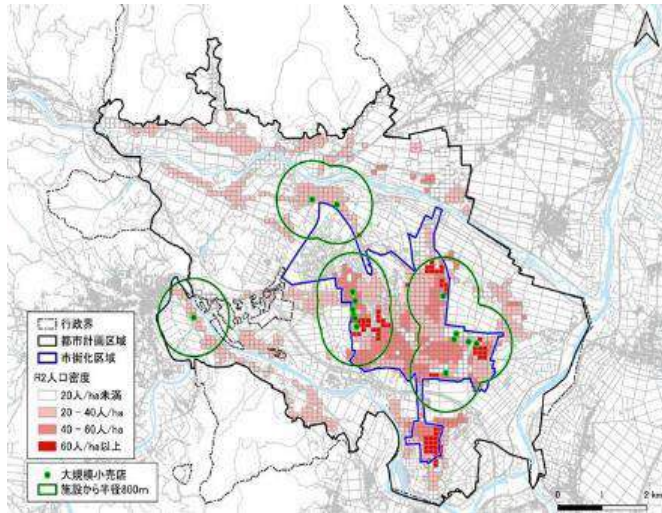 行政界
都市計画区域
市街化区域
R2人口密度
20人/ha未満
20-40人/ha
40-60人/ha
60人/ha以上
大規模小売店
施設から半径800m
0 1 2 km